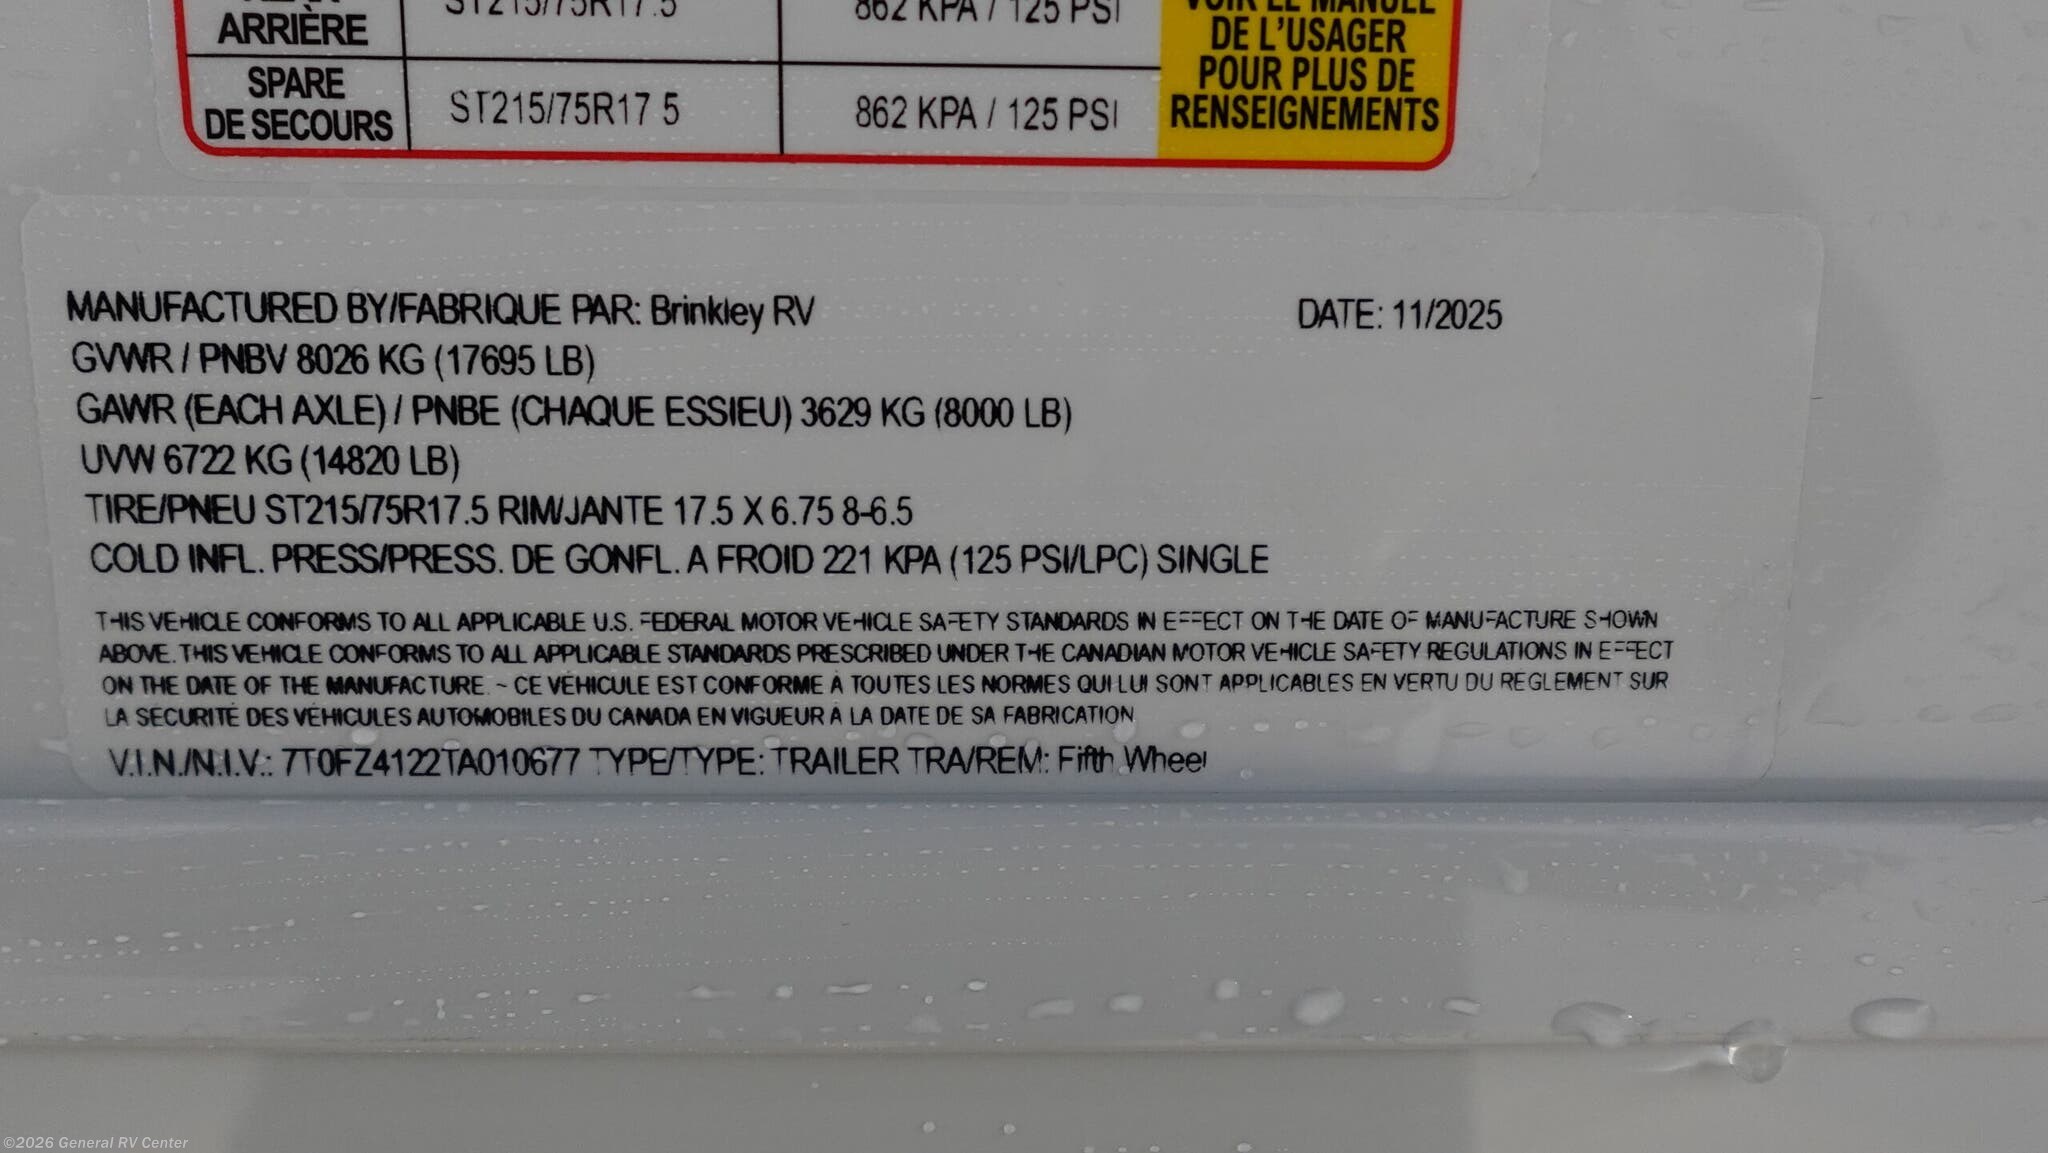 ARRIÈRE
ST215/75R17.5
862 KPA / 125 PSI
VOIR LE MANUEL
DE L'USAGER
POUR PLUS DE
RENSEIGNEMENTS
SPARE
DE SECOURS
ST215/75R17 5
862 KPA / 125 PSI
MANUFACTURED BY/FABRIQUE PAR: Brinkley RV
DATE: 11/2025
GVWR / PNBV 8026 KG (17695 LB)
GAWR (EACH AXLE) / PNBE (CHAQUE ESSIEU) 3629 KG (8000 LB)
UVW 6722 KG (14820 LB)
TIRE/PNEU ST215/75R17.5 RIM/JANTE 17.5 X 6.75 8-6.5
COLD INFL. PRESS/PRESS. DE GONFL. A FROID 221 KPA (125 PSI/LPC) SINGLE
THIS VEHICLE CONFORMS TO ALL APPLICABLE U.S. FEDERAL MOTOR VEHICLE SAFETY STANDARDS IN EFFECT ON THE DATE OF MANUFACTURE SHOWN
ABOVE. THIS VEHICLE CONFORMS TO ALL APPLICABLE STANDARDS PRESCRIBED UNDER THE CANADIAN MOTOR VEHICLE SAFETY REGULATIONS IN EFFECT
ON THE DATE OF THE MANUFACTURE. ~ CE VÉHICULE EST CONFORME À TOUTES LES NORMES QUI LUI SONT APPLICABLES EN VERTU DU RÈGLEMENT SUR
LA SÉCURITÉ DES VÉHICULES AUTOMOBILES DU CANADA EN VIGUEUR À LA DATE DE SA FABRICATION
V.I.N./N.I.V.: 7T0FZ4122TA010677 TYPE/TYPE: TRAILER TRA/REM: Fifth Wheel
©2026 General RV Center